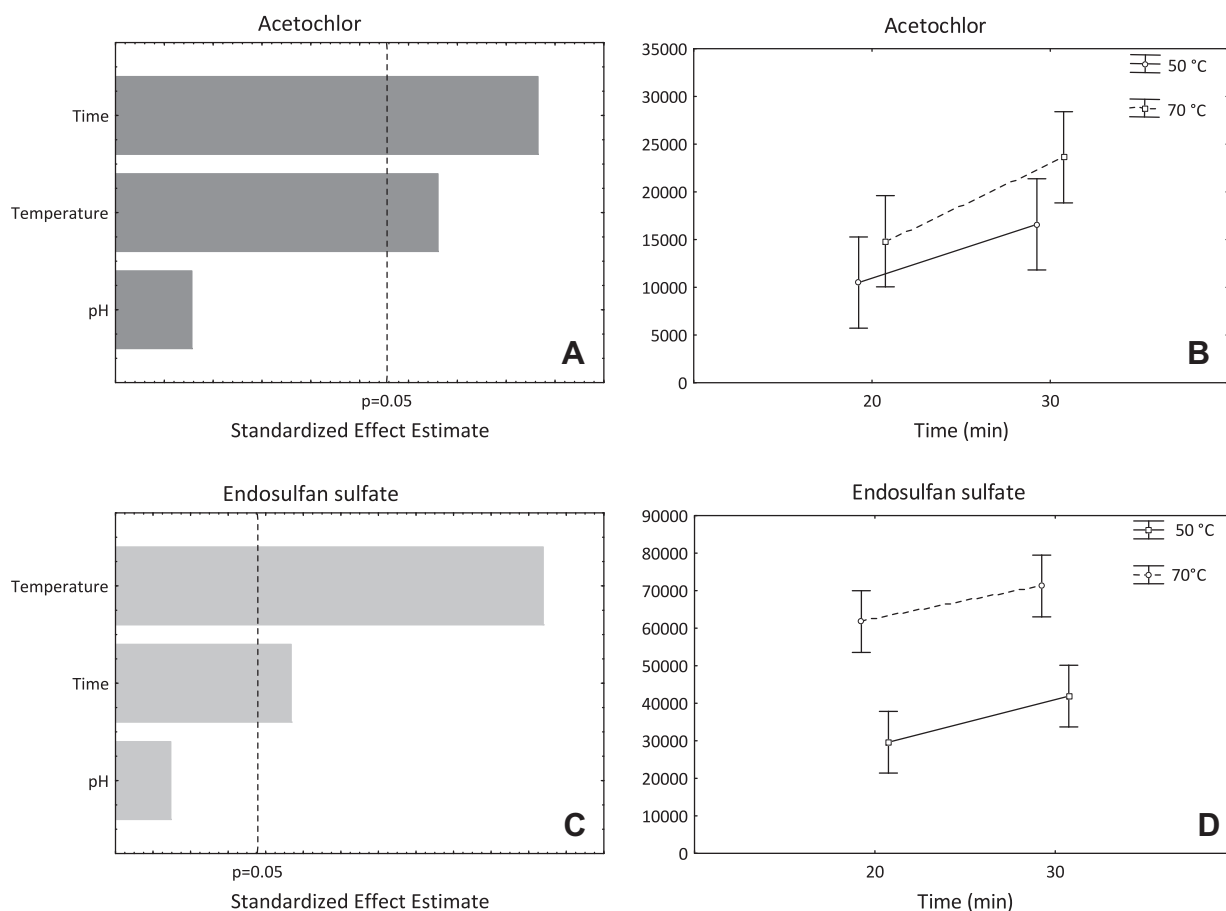 Acetochlor
Time
Temperature
pH
A
p=0.05
Standardized Effect Estimate
Acetochlor
35000
30000
25000
20000
15000
10000
5000
0
50 °C
70 °C
B
20 30
Time (min)
Endosulfan sulfate
Temperature
Time
pH
C
p=0.05
Standardized Effect Estimate
Endosulfan sulfate
90000
80000
70000
60000
50000
40000
30000
20000
10000
0
50 °C
70°C
D
20 30
Time (min)